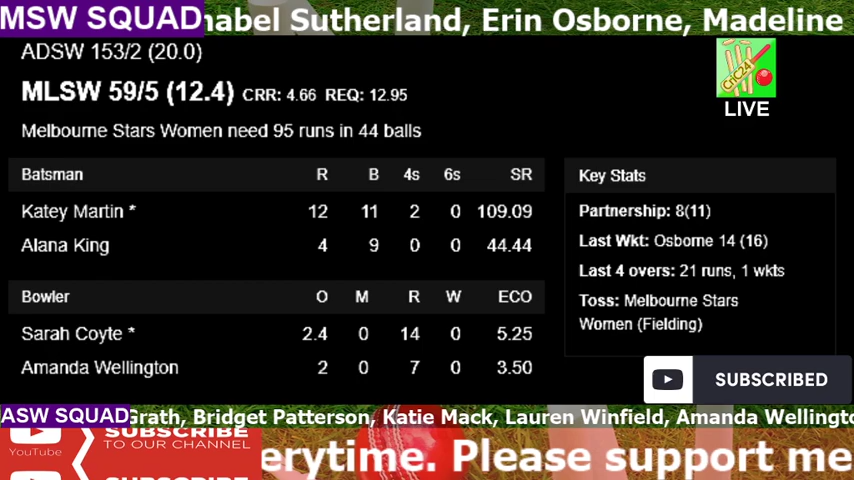 MSW SQUAD nabel Sutherland, Erin Osborne, Madeline
ADSW 153/2 (20.0)
MLSW 59/5 (12.4) CRR: 4.66 REQ: 12.95
CriC24
LIVE
Melbourne Stars Women need 95 runs in 44 balls
Batsman R B 4s 6s SR
Katey Martin * 12 11 2 0 109.09
Alana King 4 9 0 0 44.44
Bowler O M R W ECO
Sarah Coyte * 2.4 0 14 0 5.25
Amanda Wellington 2 0 7 0 3.50
Key Stats
Partnership: 8(11)
Last Wkt: Osborne 14 (16)
Last 4 overs: 21 runs, 1 wkts
Toss: Melbourne Stars
Women (Fielding)
SUBSCRIBED
ASW SQUAD Grath, Bridget Patterson, Katie Mack, Lauren Winfield, Amanda Wellingto
YouTube
SUBSCRIBE
TO OUR CHANNEL
erytime. Please support me
YouTube
SUBSCRIBE